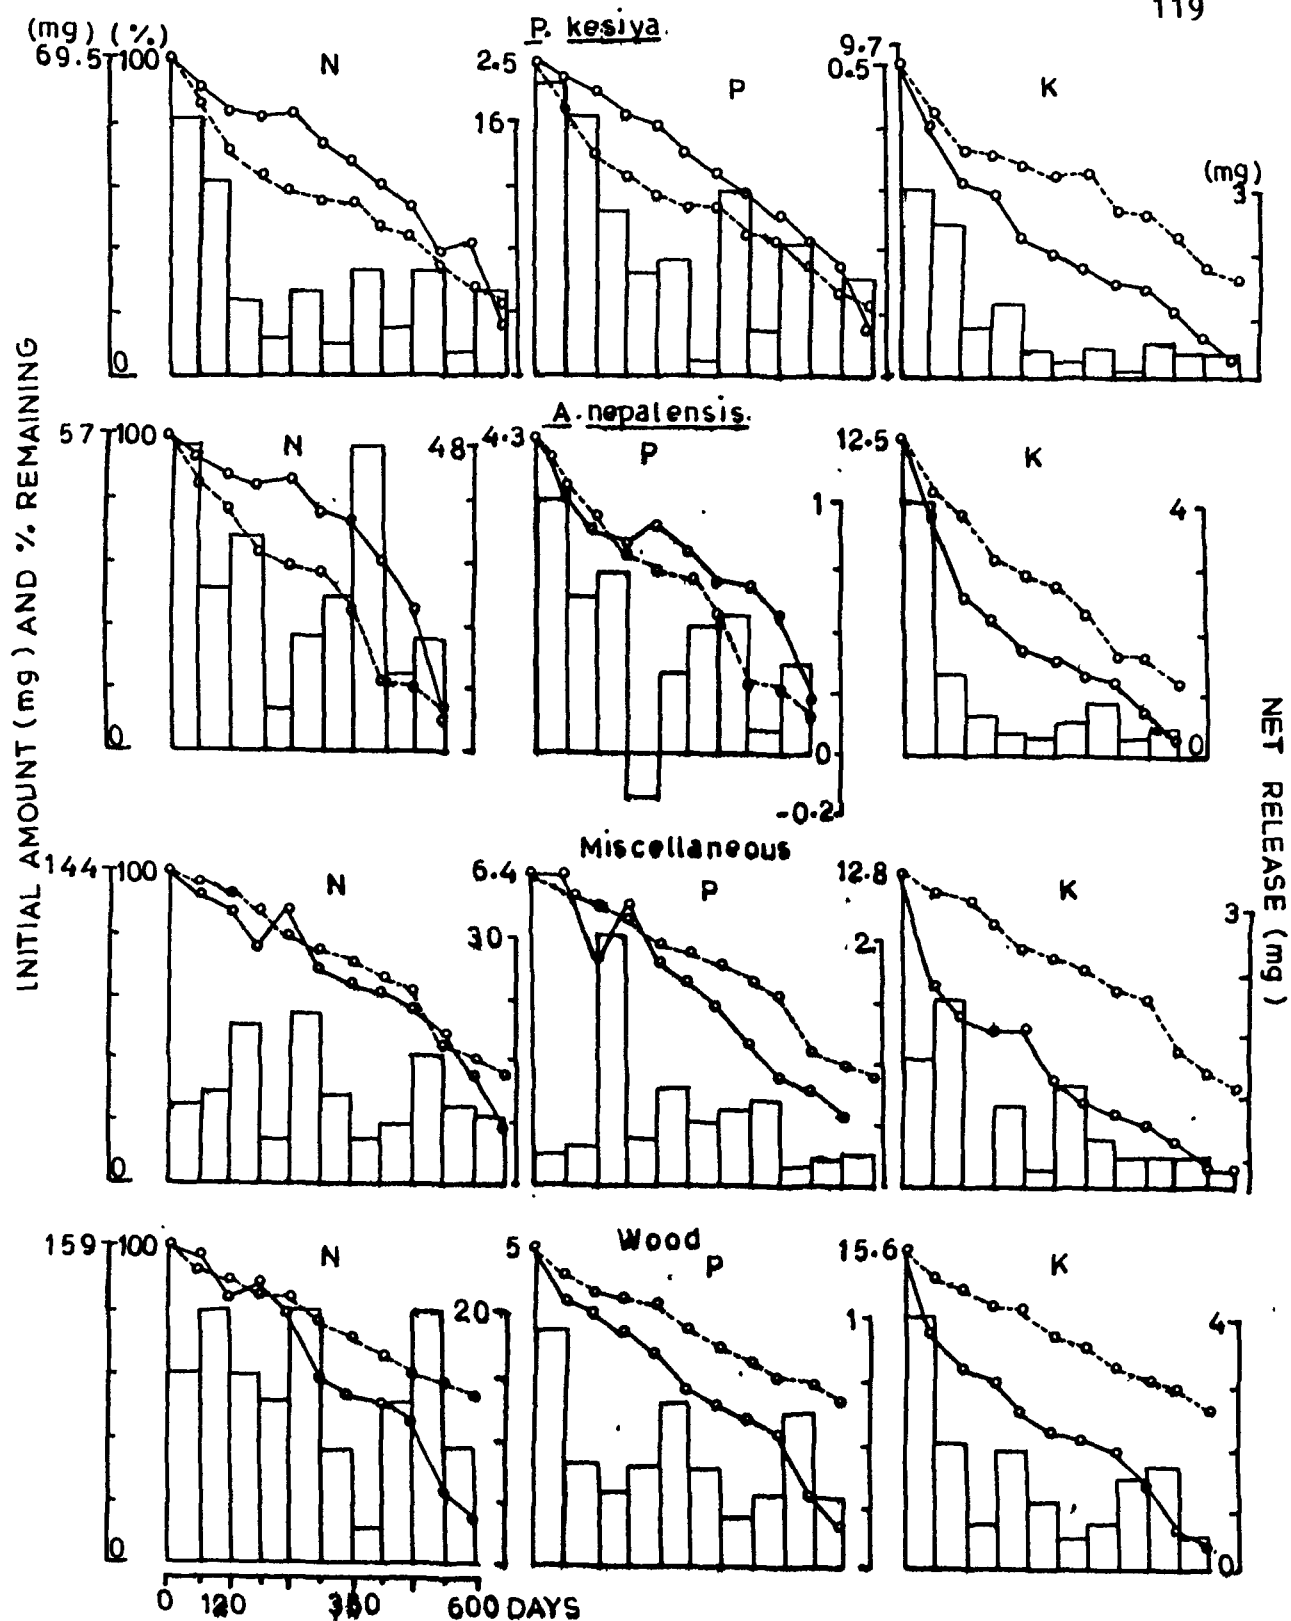 119
(mg) (%) P. kesiya.
69.5 100 N 2.5 P 9.7 K
0.5
16
(mg)
3
0
A. nepalensis.
57 100 N 48 4.3 P 12.5 K
1 4
0 0 0
-0.2
Miscellaneous
144 100 N 6.4 P 12.8 K
30 2 3
0
Wood
159 100 N 5 P 15.6 K
20 1 4
0 0
0 120 600 DAYS
INITIAL AMOUNT (mg) AND % REMAINING
NET RELEASE (mg)